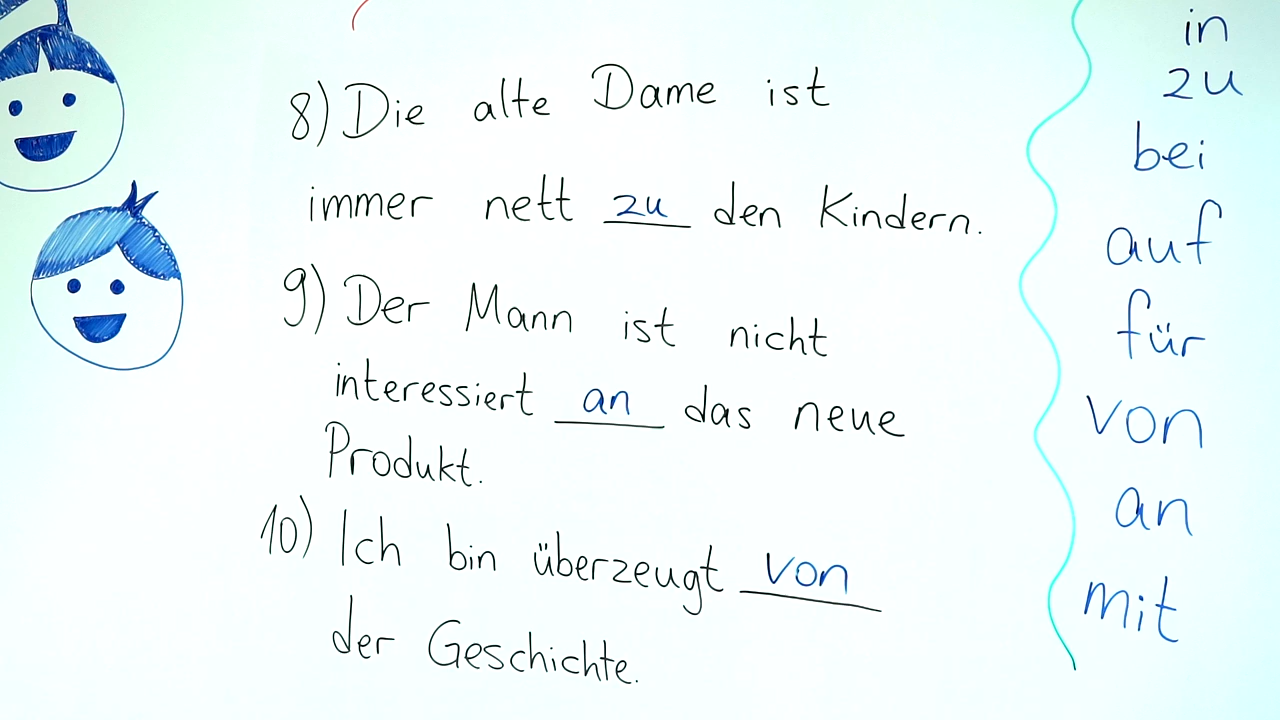 8) Die alte Dame ist
immer nett zu den Kindern.
9) Der Mann ist nicht
interessiert an das neue
Produkt.
10) Ich bin überzeugt von
der Geschichte.
in
zu
bei
auf
für
von
an
mit